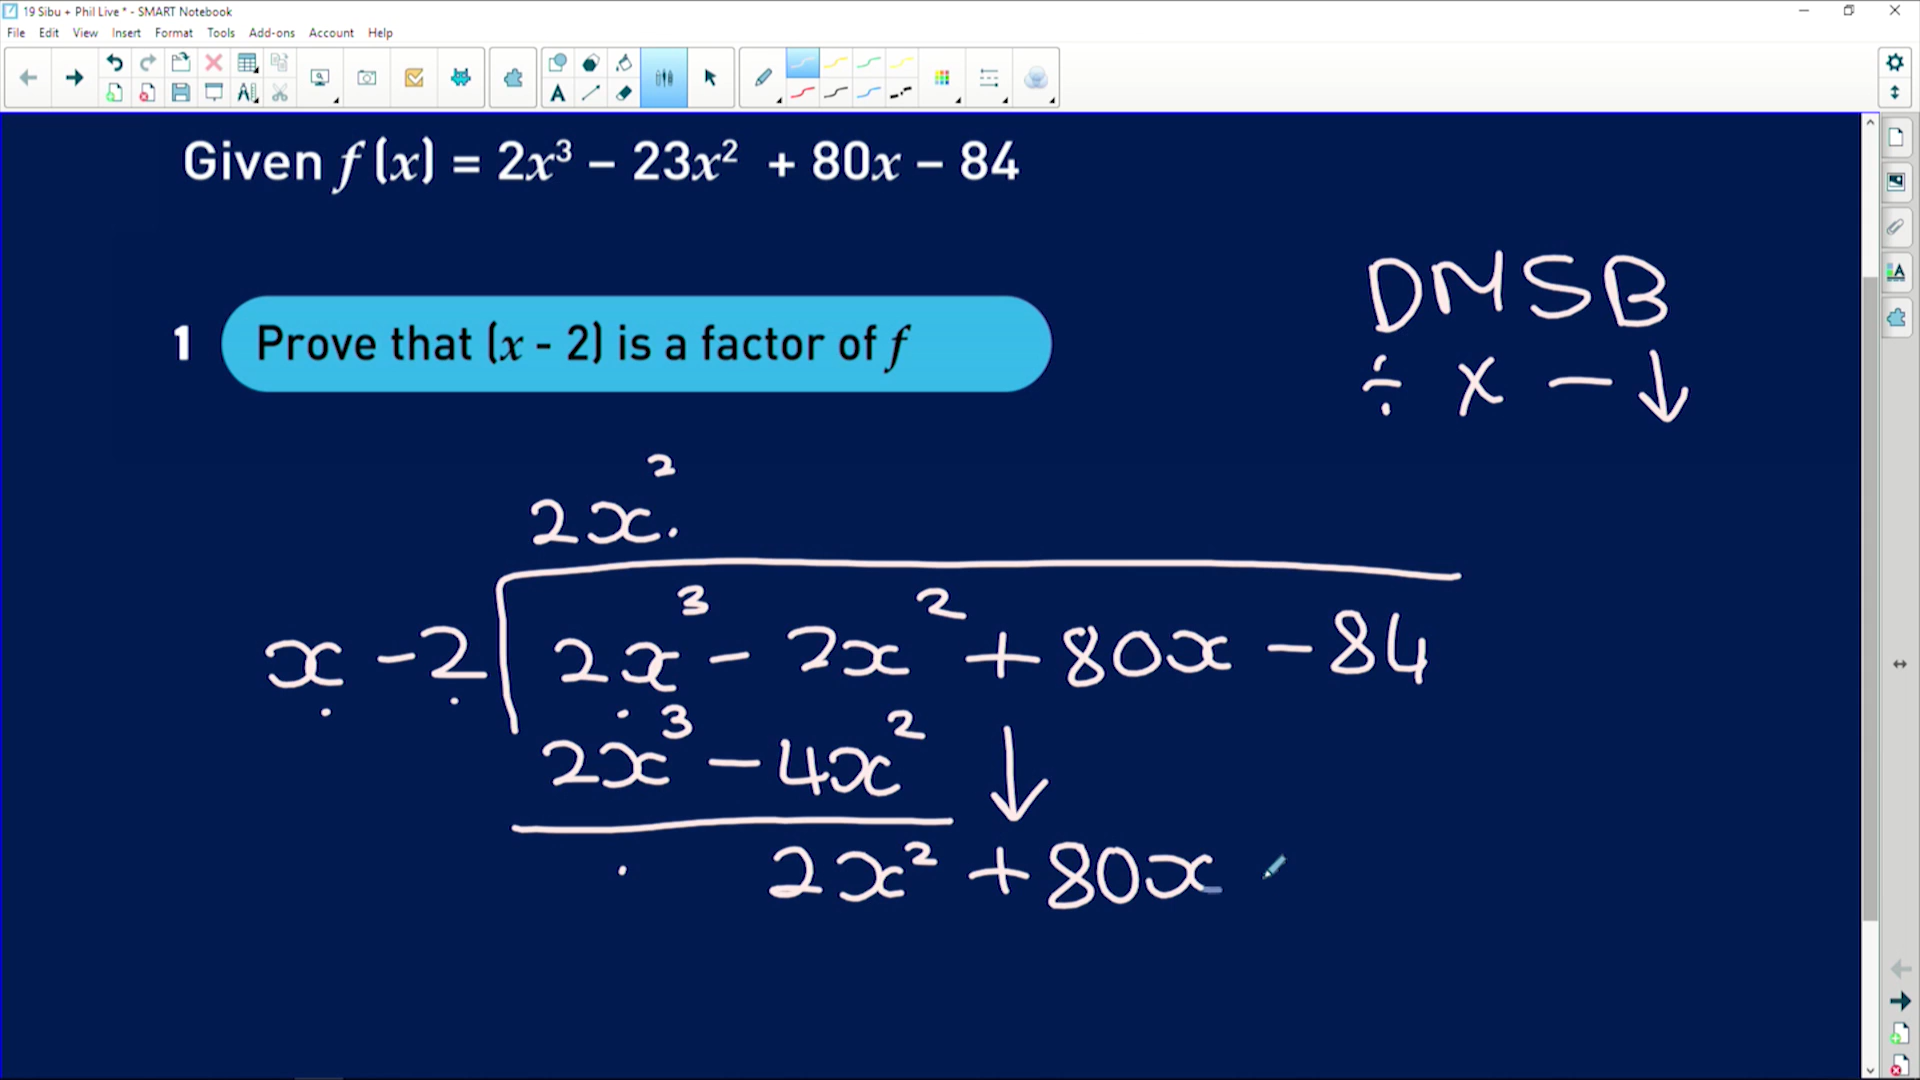 19 Sibu + Phil Live * - SMART Notebook
File Edit View Insert Format Tools Add-ons Account Help
Given f (x) = 2x³ – 23x² + 80x – 84
DMSB
1 Prove that (x - 2) is a factor of f
÷ x – ↓
2x²
x - 2 2x³ - 2x² + 80x - 84
2x³ - 4x² ↓
2x² + 80x